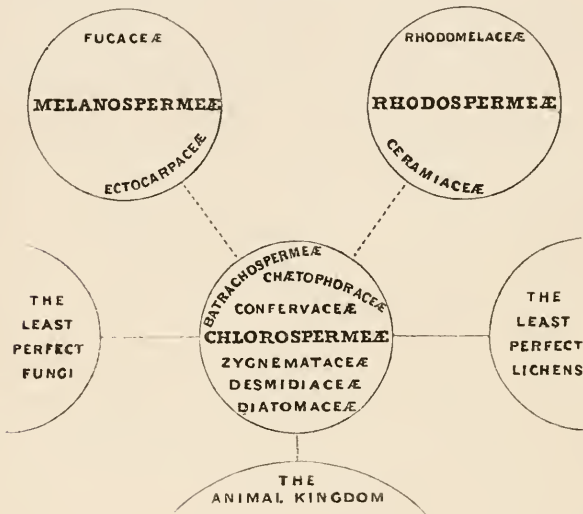 FUCACEÆ
MELANOSPERMEÆ
ECTOCARPACEÆ
RHODOMELACEÆ
RHODOSPERMEÆ
CERAMIACEÆ
BATRACHOSPERMEÆ
CHÆTOPHORACEÆ
CONFERVACEÆ
CHLOROSPERMEÆ
ZYGNEMATACEÆ
DESMIDIACEÆ
DIATOMACEÆ
THE
LEAST
PERFECT
FUNGI
THE
LEAST
PERFECT
LICHENS
THE
ANIMAL KINGDOM